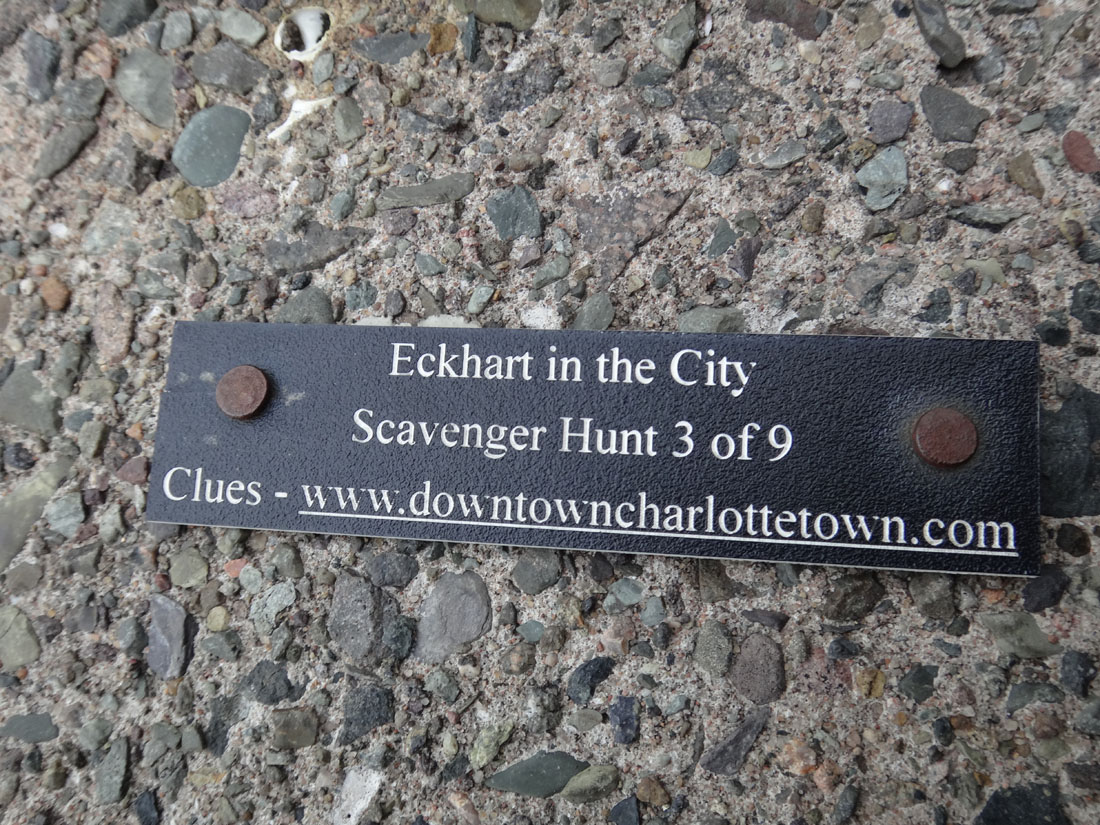 Eckhart in the City
Scavenger Hunt 3 of 9
Clues - www.downtowncharlottetown.com